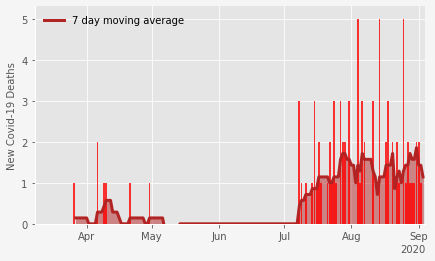 7 day moving average
New Covid-19 Deaths
5
4
3
2
1
0
Apr
May
Jun
Jul
Aug
Sep
2020